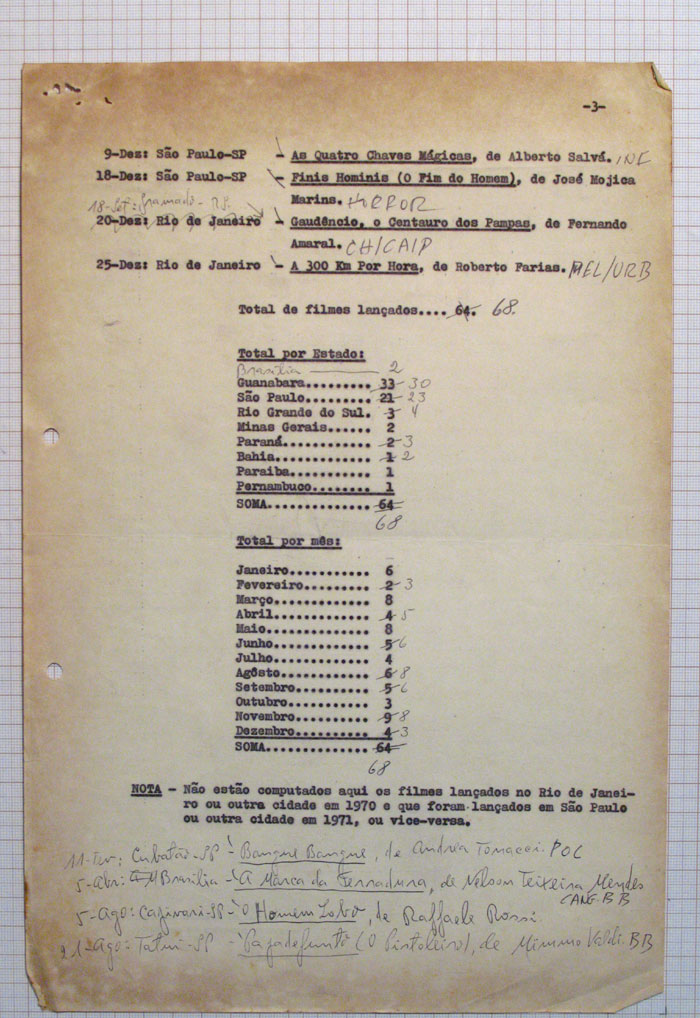 -3-
9-Dez: São Paulo-SP - As Quatro Chaves Mágicas, de Alberto Salvá. INF
18-Dez: São Paulo-SP - Finis Hominis (O Fim do Homem), de José Mojica
Marins. HORROR
18-Set: Gramado-R.S.
20-Dez: Rio de Janeiro - Gaudêncio, o Centauro dos Pampas, de Fernando
Amaral. CH/CAIP
25-Dez: Rio de Janeiro - A 300 Km Por Hora, de Roberto Farias. MEL/URB
Total de filmes lançados.... 64. 68.
Total por Estado:
Brasília 2
Guanabara......... 33 30
São Paulo......... 21 23
Rio Grande do Sul. 3 4
Minas Gerais...... 2
Paraná............ 2 3
Bahia............. 1 2
Paraiba........... 1
Pernambuco........ 1
SOMA.............. 64
68
Total por mês:
Janeiro........... 6
Fevereiro......... 2 3
Março............. 8
Abril............. 4 5
Maio.............. 8
Junho............. 5 6
Julho............. 4
Agôsto............ 6 8
Setembro.......... 5 6
Outubro........... 3
Novembro.......... 9 8
Dezembro.......... 4 3
SOMA.............. 64
68
NOTA - Não estão computados aqui os filmes lançados no Rio de Janei-
ro ou outra cidade em 1970 e que foram lançados em São Paulo
ou outra cidade em 1971, ou vice-versa.
11-Fev: Cubatão-SP - Bangue Bangue, de Andrea Tonacci. POL
5-Abr: Brasília - A Marca da Ferradura, de Nelson Teixeira Mendes
CANG. BB
5-Ago: Capivari-SP - O Homem Lobo, de Raffaele Rossi.
21-Ago: Tatuí-SP - Pagadefunto (O Pistoleiro), de Mimmo Valdi. BB